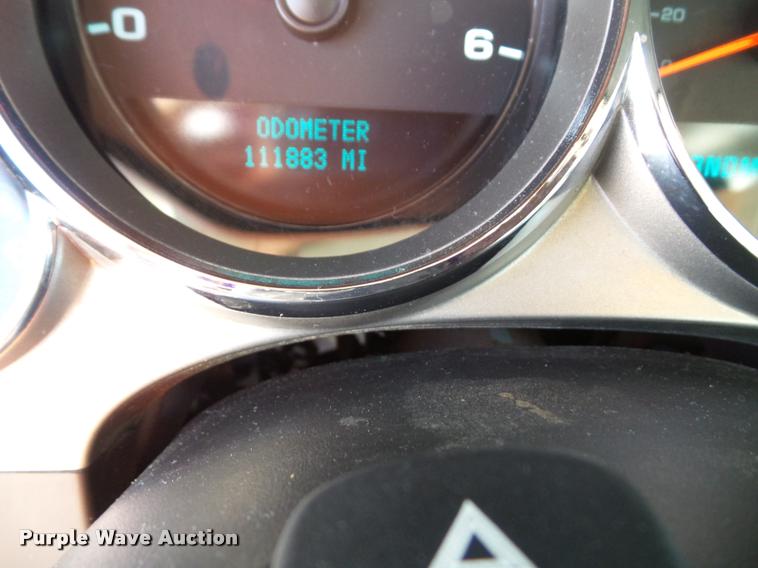 0
6
20
ODOMETER
111883 MI
Purple Wave Auction